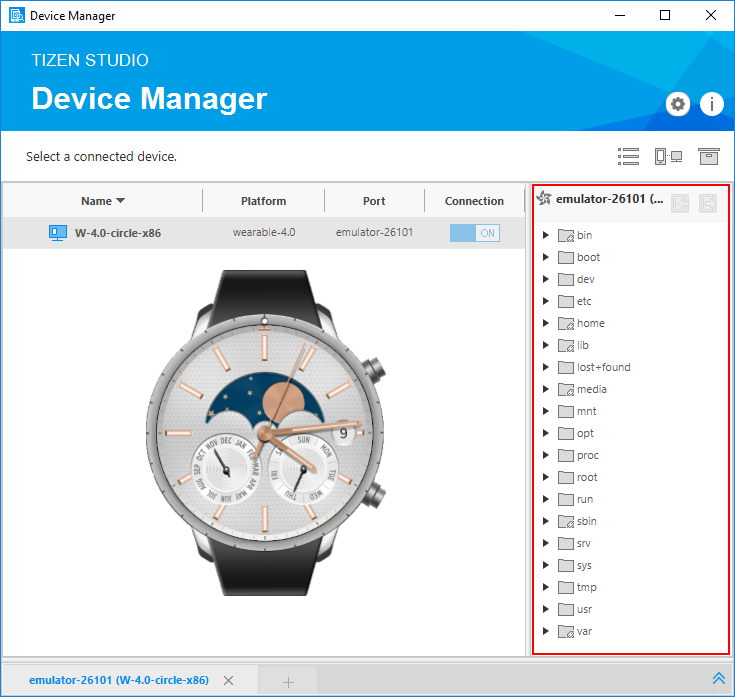 Device Manager
TIZEN STUDIO
Device Manager
Select a connected device.
Name Platform Port Connection
W-4.0-circle-x86 wearable-4.0 emulator-26101 ON
9
NOV DEC JAN FEB MAR APR MAY JUN JUL AUG SEP OCT
SUN MON TUE WED THU FRI
emulator-26101 (...
bin
boot
dev
etc
home
lib
lost+found
media
mnt
opt
proc
root
run
sbin
srv
sys
tmp
usr
var
emulator-26101 (W-4.0-circle-x86)